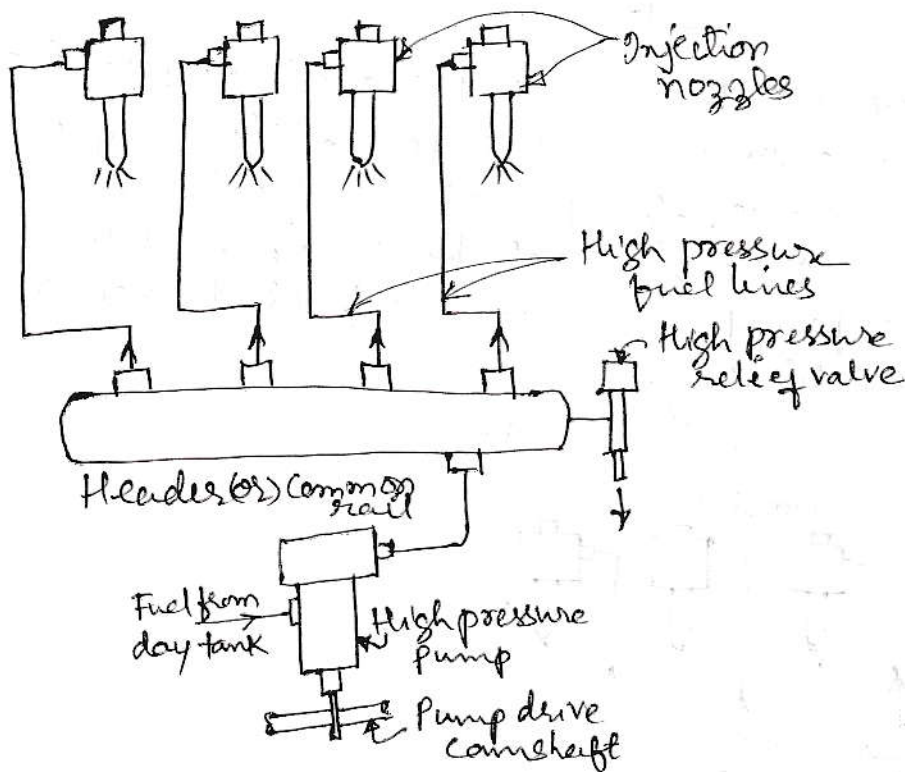 Injection
nozzles
High pressure
fuel lines
High pressure
relief valve
Header(or) Common
rail
Fuel from
day tank
High pressure
Pump
Pump drive
camshaft